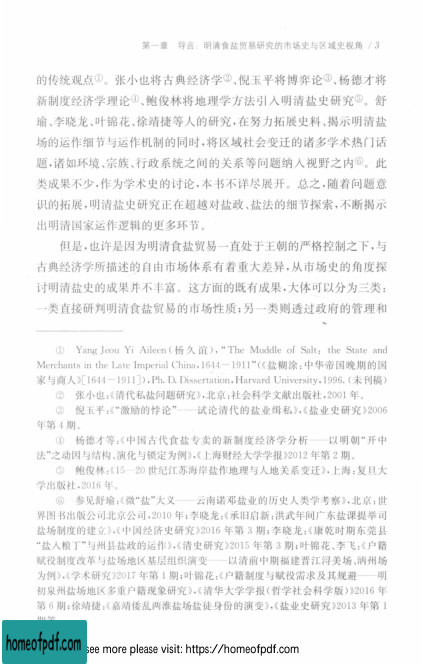 第一章 导言：明清食盐贸易研究的市场史与区域史视角 / 3
的传统观点①。张小也将古典经济学②、倪玉平将博弈论③、杨德才将
新制度经济学理论④、鲍俊林将地理学方法引入明清盐史研究⑤。舒
瑜、李晓龙、叶锦花、徐靖捷等人的研究，在努力拓展史料、揭示明清盐
场的运作细节与运作机制的同时，将区域社会变迁的诸多学术热门话
题，诸如环境、宗族、行政系统之间的关系等问题纳入视野之内⑥。此
类成果不少，作为学术史的讨论，本书不详尽展开。总之，随着问题意
识的拓展，明清盐史研究正在超越对盐政、盐法的细节探索，不断揭示
出明清国家运作逻辑的更多环节。
但是，也许是因为明清食盐贸易一直处于王朝的严格控制之下，与
古典经济学所描述的自由市场体系有着重大差异，从市场史的角度探
讨明清盐史的成果并不丰富。这方面的既有成果，大体可以分为三类：
一类直接研判明清食盐贸易的市场性质；另一类则透过政府的管理和
① Yang Jeou Yi Aileen（杨久谊），“The Muddle of Salt: the State and
Merchants in the Late Imperial China，1644－1911”（《盐糊涂：中华帝国晚期的国
家与商人》［1644－1911］），Ph. D. Dissertation，Harvard University，1996.（未刊稿）
② 张小也：《清代私盐问题研究》，北京：社会科学文献出版社，2001年。
③ 倪玉平：《“激励的悖论”——试论清代的盐业缉私》，《盐业史研究》2006
年第4期。
④ 杨德才等：《中国古代食盐专卖的新制度经济学分析——以明朝“开中
法”之动因与结构、演化与锁定为例》，《上海财经大学学报》2012年第2期。
⑤ 鲍俊林：《15－20世纪江苏海岸盐作地理与人地关系变迁》，上海：复旦大
学出版社，2016年。
⑥ 参见舒瑜：《微“盐”大义——云南诺邓盐业的历史人类学考察》，北京：世
界图书出版公司北京公司，2010年；李晓龙：《承旧启新：洪武年间广东盐课提举司
盐场制度的建立》，《中国经济史研究》2016年第3期；李晓龙：《康乾时期东莞县
“盐入粮丁”与州县盐政的运作》，《清史研究》2015年第3期；叶锦花、李飞：《户籍
赋役制度改革与盐场地区基层组织演变——以清前中期福建晋江浔美场、𣵀州场
为例》，《学术研究》2017年第1期；叶锦花：《户籍制度与赋役需求及其规避——明
初泉州盐场地区多重户籍现象研究》，《清华大学学报（哲学社会科学版）》2016年
第6期；徐靖捷：《嘉靖倭乱两淮盐场盐徒身份的演变》，《盐业史研究》2013年第1
homeofpdf.com
see more please visit: https://homeofpdf.com